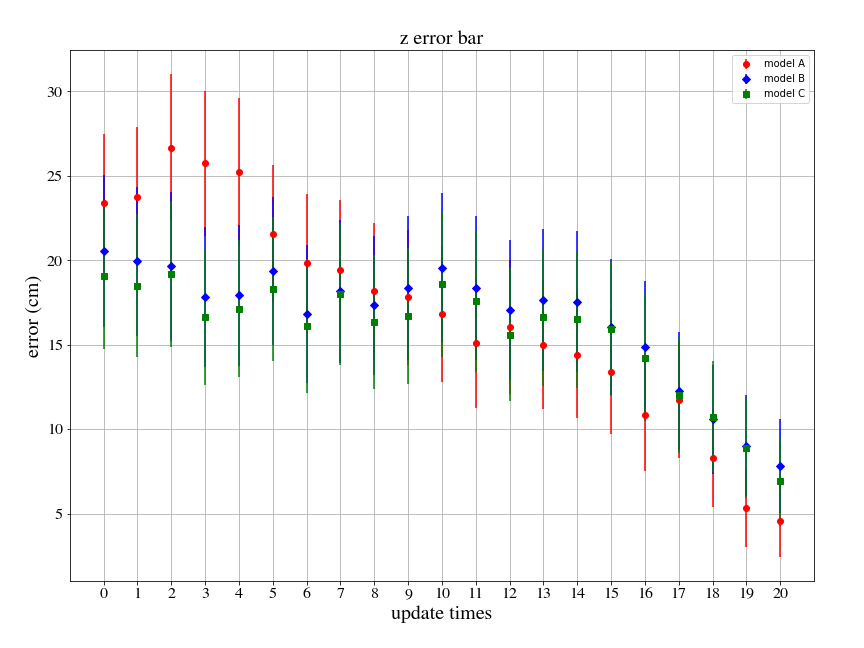 z error bar
model A
model B
model C
30
25
20
15
10
5
error (cm)
0 1 2 3 4 5 6 7 8 9 10 11 12 13 14 15 16 17 18 19 20
update times